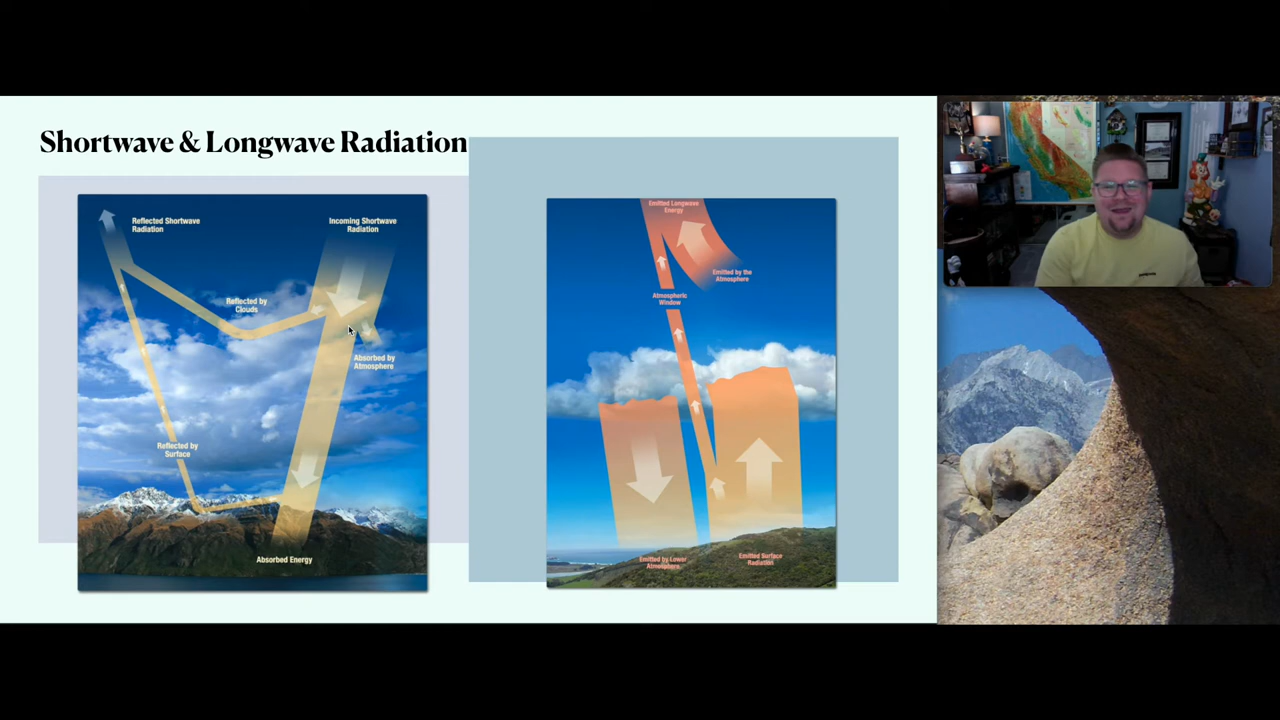 Shortwave & Longwave Radiation
Reflected Shortwave
Radiation
Incoming Shortwave
Radiation
Reflected by
Clouds
Absorbed by
Atmosphere
Reflected by
Surface
Absorbed Energy
Emitted Longwave
Energy
Emitted by the
Atmosphere
Atmospheric
Window
Emitted by Lower
Atmosphere
Emitted Surface
Radiation